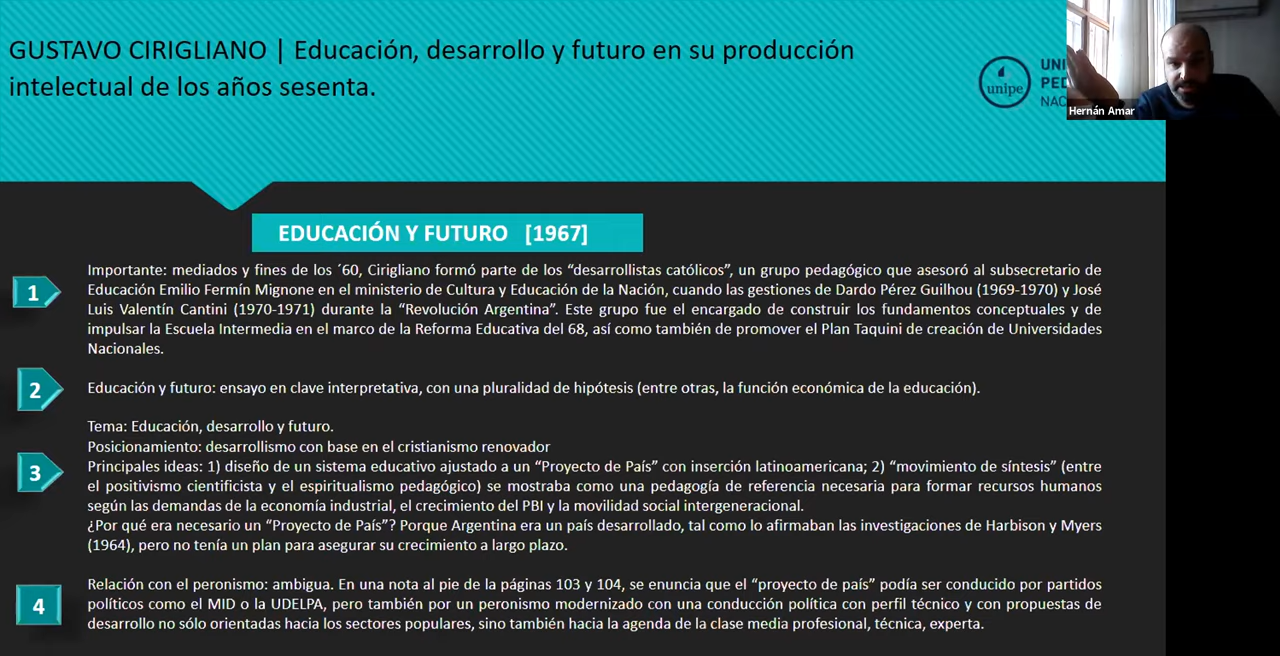 GUSTAVO CIRIGLIANO | Educación, desarrollo y futuro en su producción
intelectual de los años sesenta.
unipe
UNI
PED
NAC
Hernán Amar
EDUCACIÓN Y FUTURO [1967]
1
Importante: mediados y fines de los ´60, Cirigliano formó parte de los “desarrollistas católicos”, un grupo pedagógico que asesoró al subsecretario de
Educación Emilio Fermín Mignone en el ministerio de Cultura y Educación de la Nación, cuando las gestiones de Dardo Pérez Guilhou (1969-1970) y José
Luis Valentín Cantini (1970-1971) durante la “Revolución Argentina”. Este grupo fue el encargado de construir los fundamentos conceptuales y de
impulsar la Escuela Intermedia en el marco de la Reforma Educativa del 68, así como también de promover el Plan Taquini de creación de Universidades
Nacionales.
2
Educación y futuro: ensayo en clave interpretativa, con una pluralidad de hipótesis (entre otras, la función económica de la educación).
3
Tema: Educación, desarrollo y futuro.
Posicionamiento: desarrollismo con base en el cristianismo renovador
Principales ideas: 1) diseño de un sistema educativo ajustado a un “Proyecto de País” con inserción latinoamericana; 2) “movimiento de síntesis” (entre
el positivismo cientificista y el espiritualismo pedagógico) se mostraba como una pedagogía de referencia necesaria para formar recursos humanos
según las demandas de la economía industrial, el crecimiento del PBI y la movilidad social intergeneracional.
¿Por qué era necesario un “Proyecto de País”? Porque Argentina era un país desarrollado, tal como lo afirmaban las investigaciones de Harbison y Myers
(1964), pero no tenía un plan para asegurar su crecimiento a largo plazo.
4
Relación con el peronismo: ambigua. En una nota al pie de la páginas 103 y 104, se enuncia que el “proyecto de país” podía ser conducido por partidos
políticos como el MID o la UDELPA, pero también por un peronismo modernizado con una conducción política con perfil técnico y con propuestas de
desarrollo no sólo orientadas hacia los sectores populares, sino también hacia la agenda de la clase media profesional, técnica, experta.